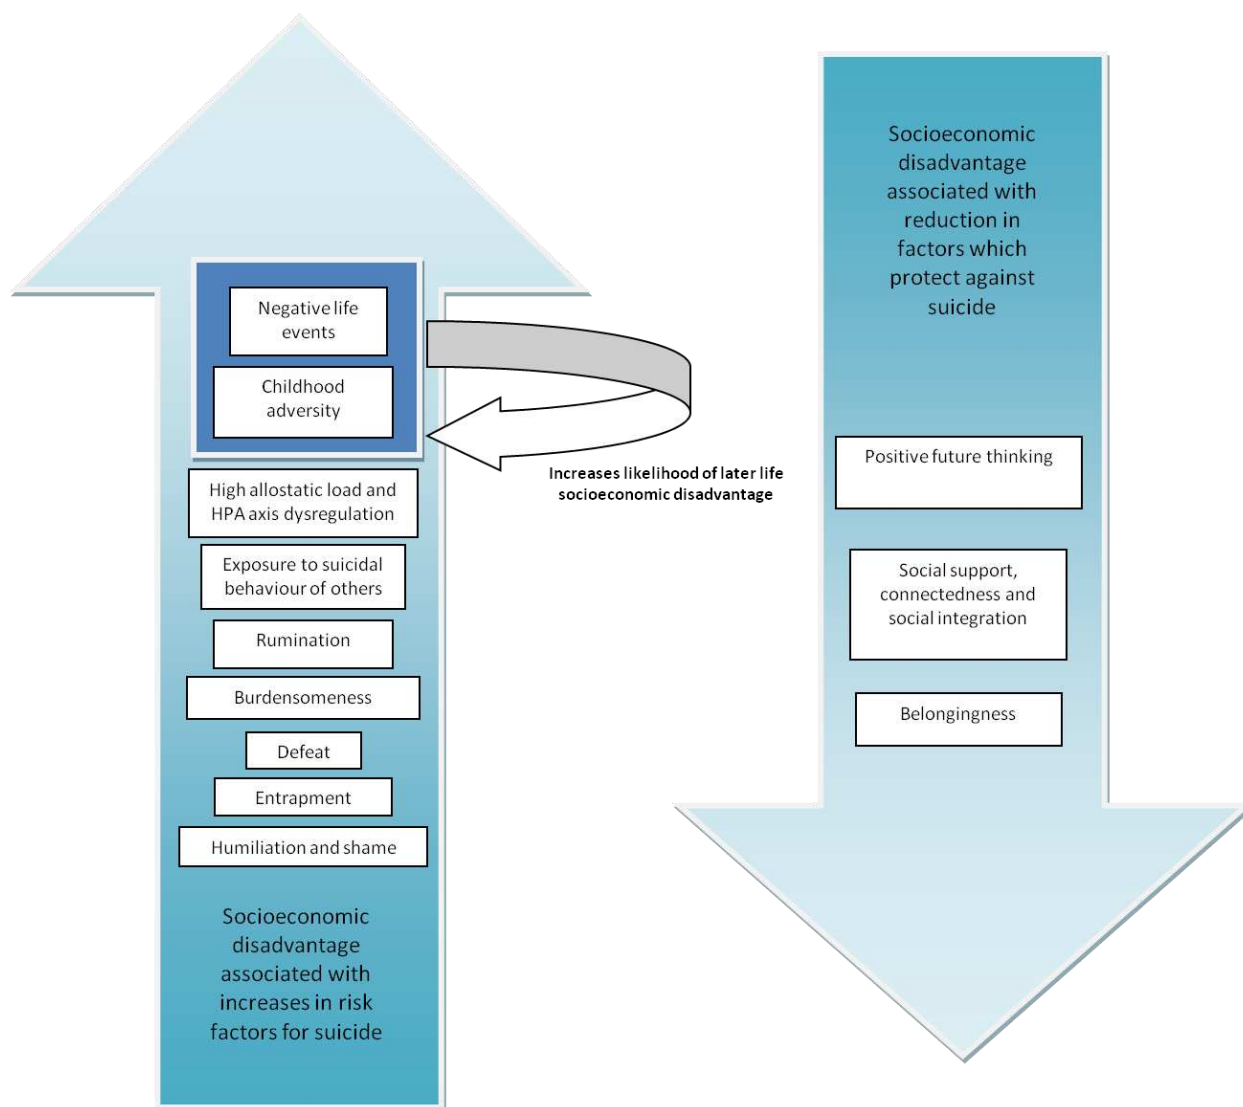 Negative life
events
Childhood
adversity
High allostatic load and
HPA axis dysregulation
Exposure to suicidal
behaviour of others
Rumination
Burdensomeness
Defeat
Entrapment
Humiliation and shame
Socioeconomic
disadvantage
associated with
increases in risk
factors for suicide
Increases likelihood of later life
socioeconomic disadvantage
Socioeconomic
disadvantage
associated with
reduction in
factors which
protect against
suicide
Positive future thinking
Social support,
connectedness and
social integration
Belongingness